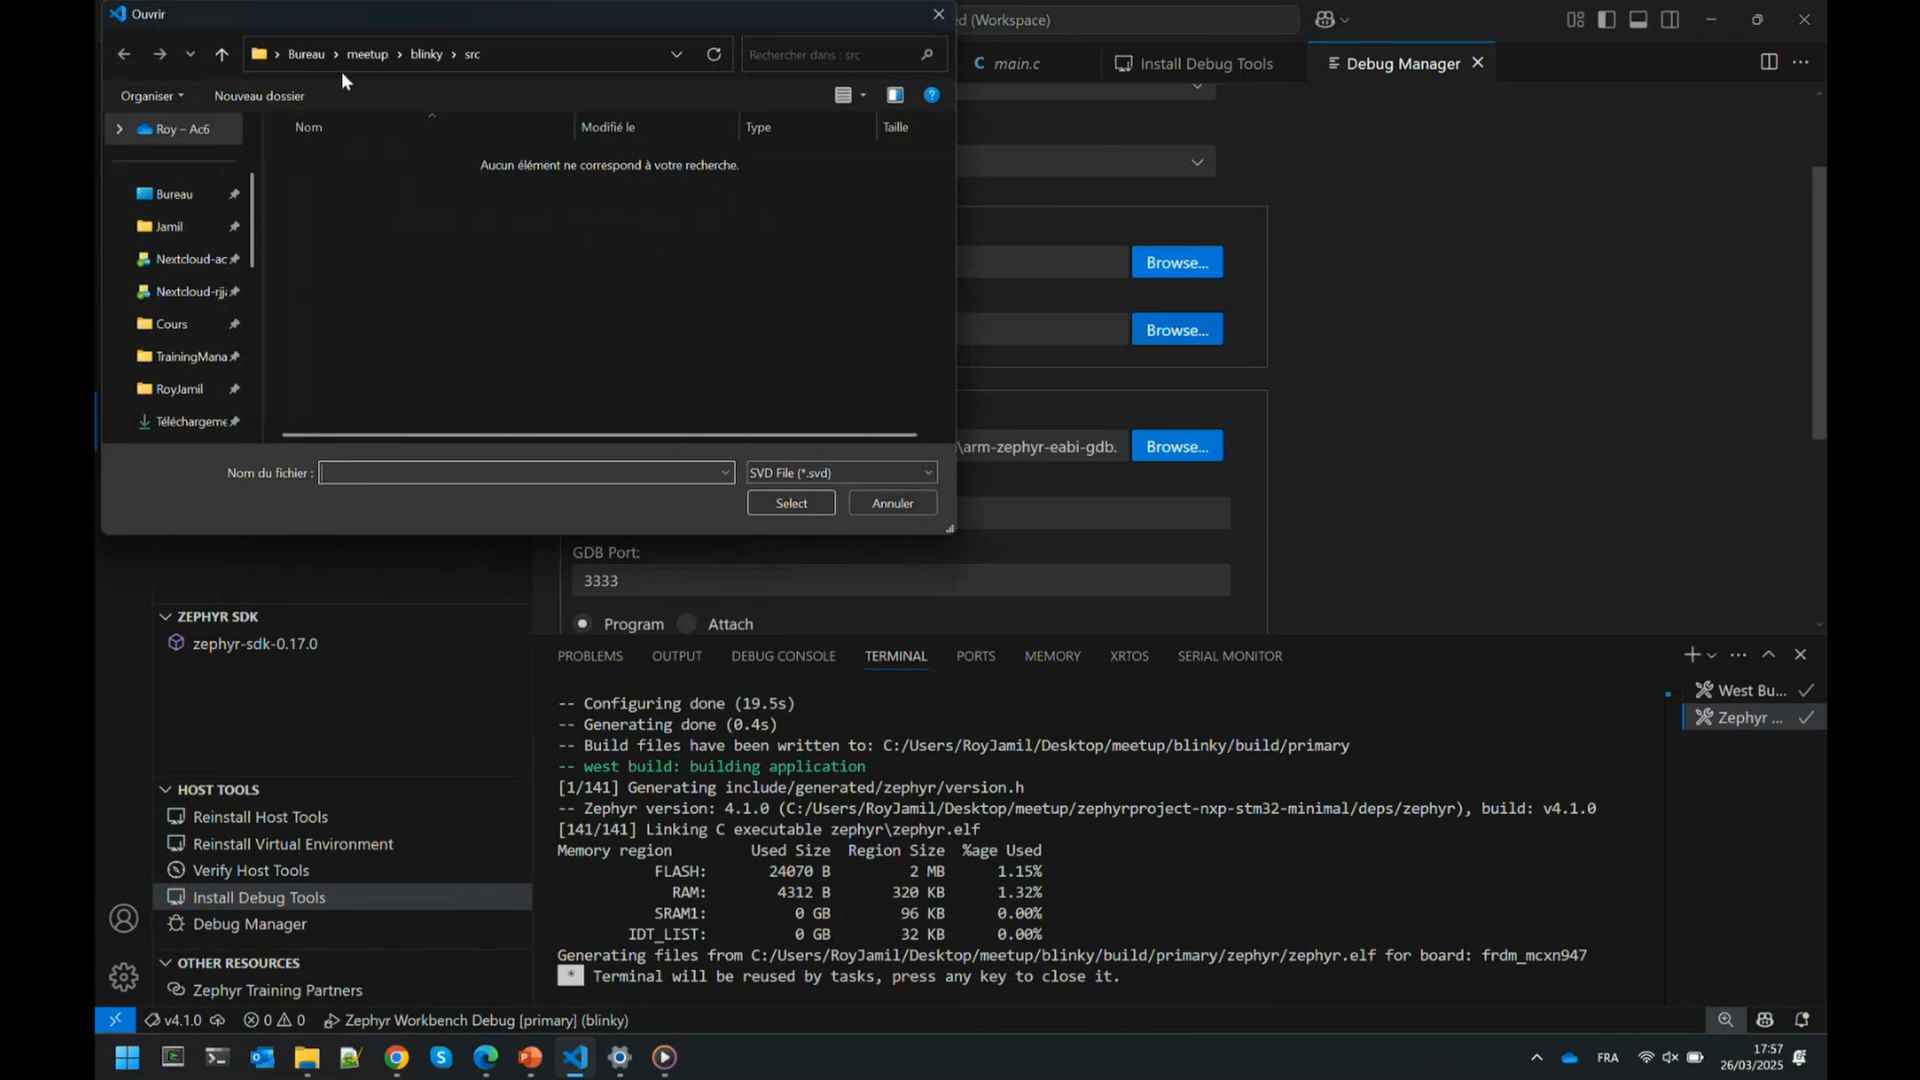 Ouvrir
ed (Workspace)
Bureau > meetup > blinky > src
Rechercher dans : src
main.c
Install Debug Tools
Debug Manager
Organiser
Nouveau dossier
Nom
Modifié le
Type
Taille
Aucun élément ne correspond à votre recherche.
Roy – Ac6
Bureau
Jamil
Nextcloud-ac
Nextcloud-rjj
Cours
TrainingMana
RoyJamil
Téléchargeme
Browse...
Browse...
\arm-zephyr-eabi-gdb.
Browse...
Nom du fichier :
SVD File (*.svd)
Select
Annuler
GDB Port:
3333
Program
Attach
ZEPHYR SDK
zephyr-sdk-0.17.0
HOST TOOLS
Reinstall Host Tools
Reinstall Virtual Environment
Verify Host Tools
Install Debug Tools
Debug Manager
OTHER RESOURCES
Zephyr Training Partners
PROBLEMS OUTPUT DEBUG CONSOLE TERMINAL PORTS MEMORY XRTOS SERIAL MONITOR
West Bu...
Zephyr ...
-- Configuring done (19.5s)
-- Generating done (0.4s)
-- Build files have been written to: C:/Users/RoyJamil/Desktop/meetup/blinky/build/primary
-- west build: building application
[1/141] Generating include/generated/zephyr/version.h
-- Zephyr version: 4.1.0 (C:/Users/RoyJamil/Desktop/meetup/zephyrproject-nxp-stm32-minimal/deps/zephyr), build: v4.1.0
[141/141] Linking C executable zephyr\zephyr.elf
Memory region Used Size Region Size %age Used
FLASH: 24070 B 2 MB 1.15%
RAM: 4312 B 320 KB 1.32%
SRAM1: 0 GB 96 KB 0.00%
IDT_LIST: 0 GB 32 KB 0.00%
Generating files from C:/Users/RoyJamil/Desktop/meetup/blinky/build/primary/zephyr/zephyr.elf for board: frdm_mcxn947
* Terminal will be reused by tasks, press any key to close it.
v4.1.0
0 0
Zephyr Workbench Debug [primary] (blinky)
FRA
17:57
26/03/2025